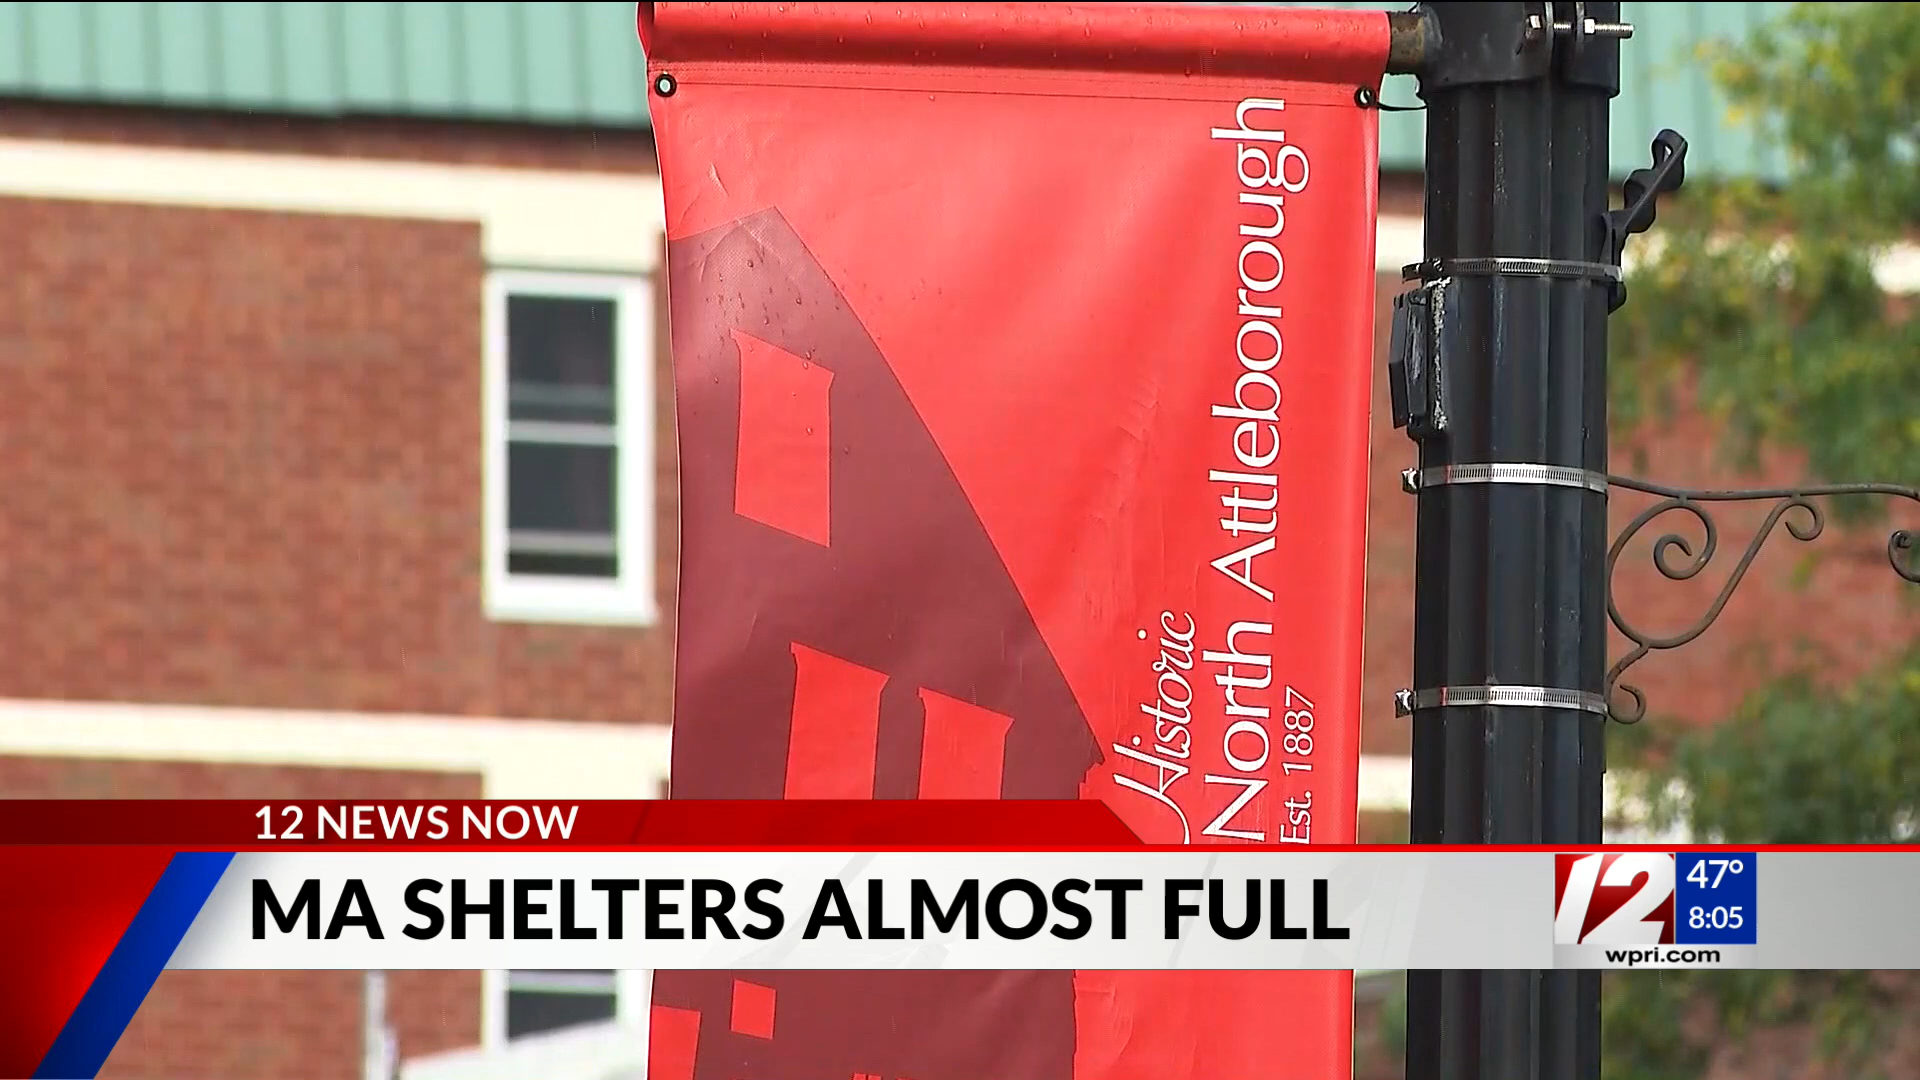 Historic
North Attleborough
Est. 1887
12 NEWS NOW
MA SHELTERS ALMOST FULL
12
47°
8:05
wpri.com